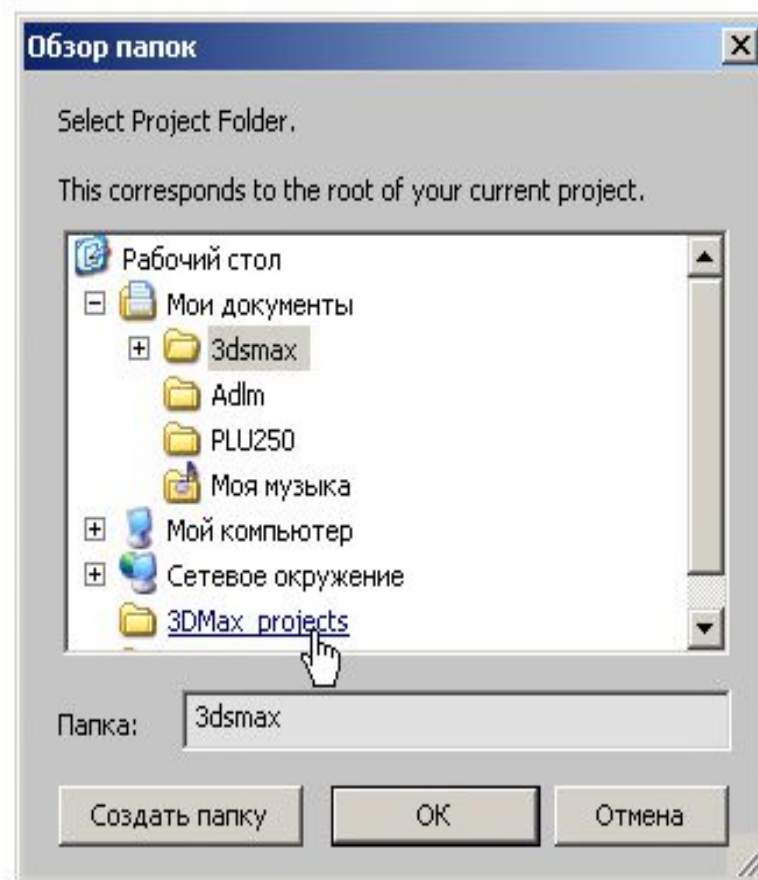 Обзор папок
Select Project Folder.
This corresponds to the root of your current project.
Рабочий стол
Мои документы
3dsmax
Adlm
PLU250
Моя музыка
Мой компьютер
Сетевое окружение
3DMax_projects
Папка: 3dsmax
Создать папку ОК Отмена